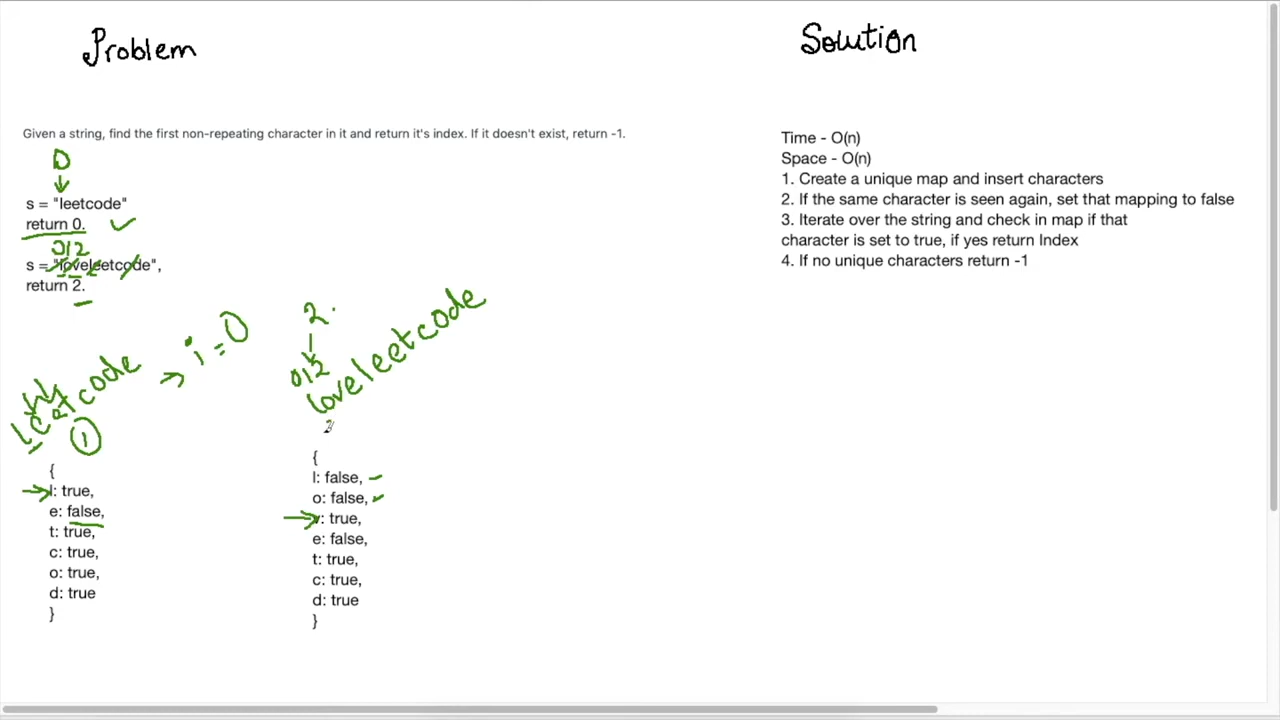 Problem
Solution
Given a string, find the first non-repeating character in it and return it's index. If it doesn't exist, return -1.
0
s = "leetcode"
return 0.
012
s = "loveleetcode",
return 2.
leetcode
i = 0
1
{
l: true,
e: false,
t: true,
c: true,
o: true,
d: true
}
2.
012
loveleetcode
{
l: false,
o: false,
v: true,
e: false,
t: true,
c: true,
d: true
}
Time - O(n)
Space - O(n)
1. Create a unique map and insert characters
2. If the same character is seen again, set that mapping to false
3. Iterate over the string and check in map if that
character is set to true, if yes return Index
4. If no unique characters return -1